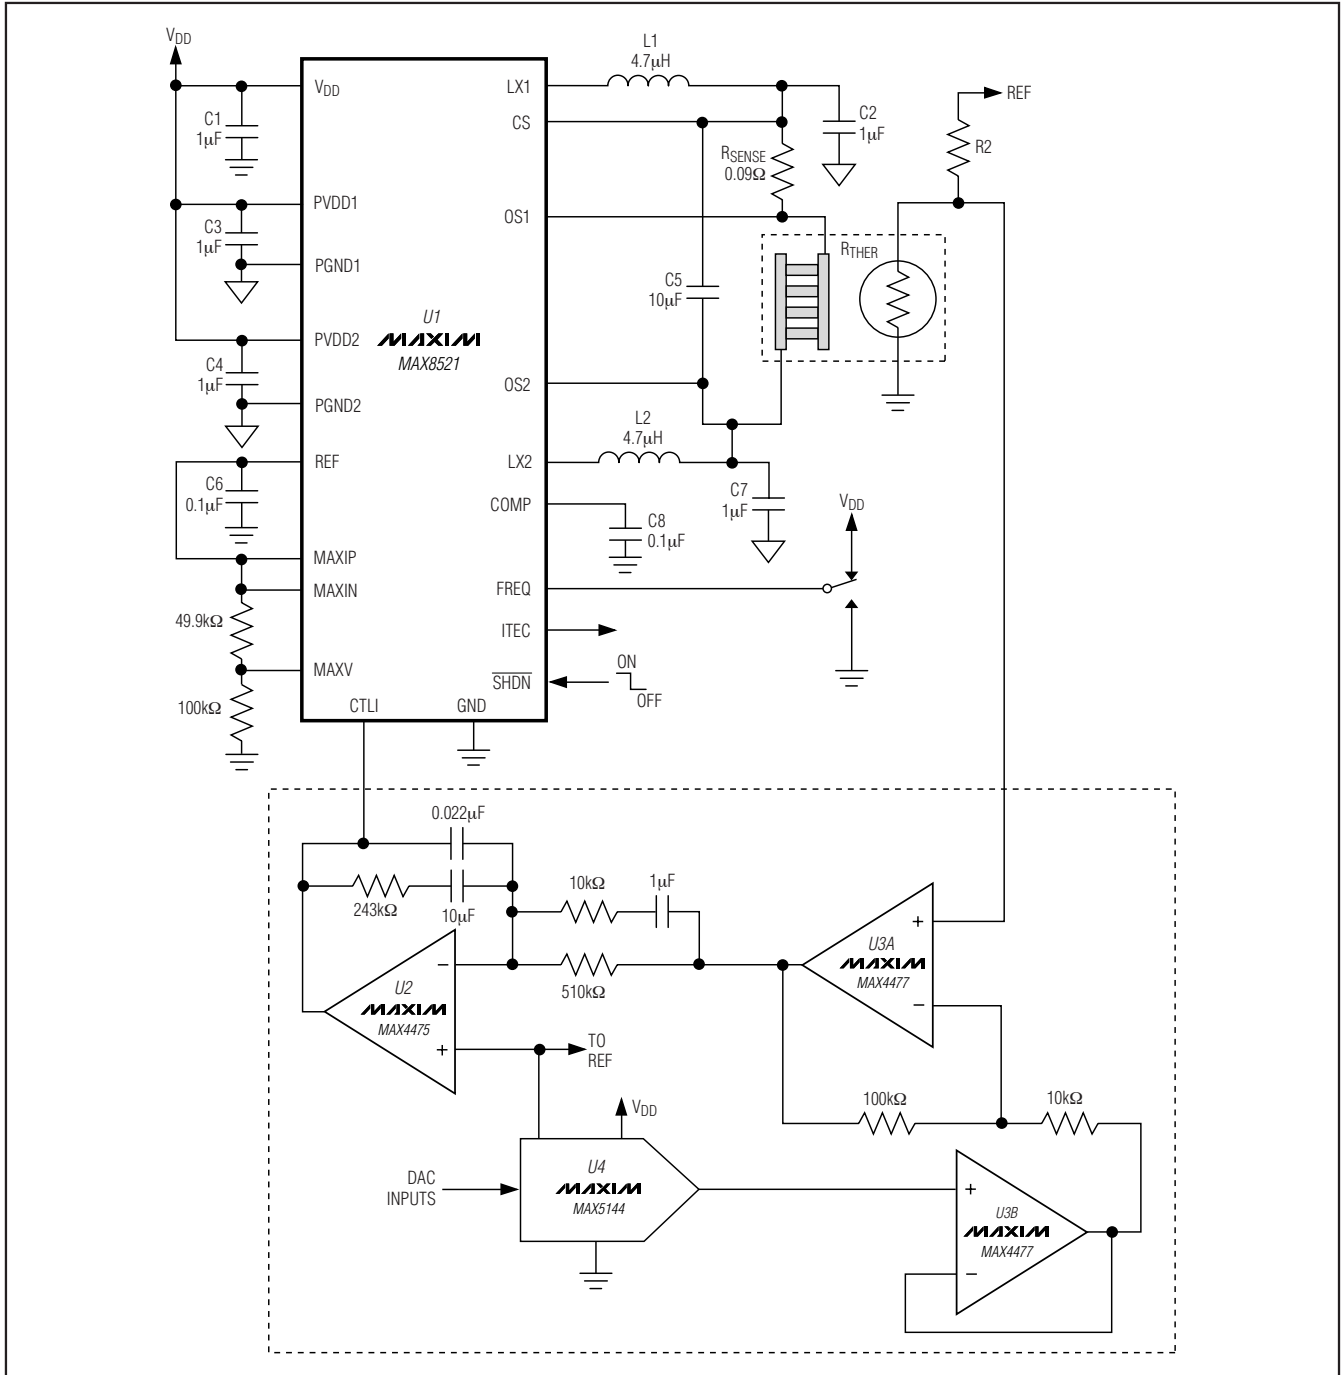 VDD
C1
1µF
C3
1µF
C4
1µF
C6
0.1µF
49.9kΩ
100kΩ
VDD
PVDD1
PGND1
PVDD2
PGND2
REF
MAXIP
MAXIN
MAXV
CTLI
GND
U1
MAXIM
MAX8521
LX1
CS
OS1
OS2
LX2
COMP
FREQ
ITEC
SHDN
L1
4.7µH
C2
1µF
RSENSE
0.09Ω
REF
R2
RTHER
C5
10µF
L2
4.7µH
C7
1µF
C8
0.1µF
VDD
ON
OFF
0.022µF
243kΩ
10µF
10kΩ
1µF
510kΩ
−
U2
MAXIM
MAX4475
+
TO
REF
+
U3A
MAXIM
MAX4477
−
100kΩ
10kΩ
VDD
DAC
INPUTS
U4
MAXIM
MAX5144
+
U3B
MAXIM
MAX4477
−